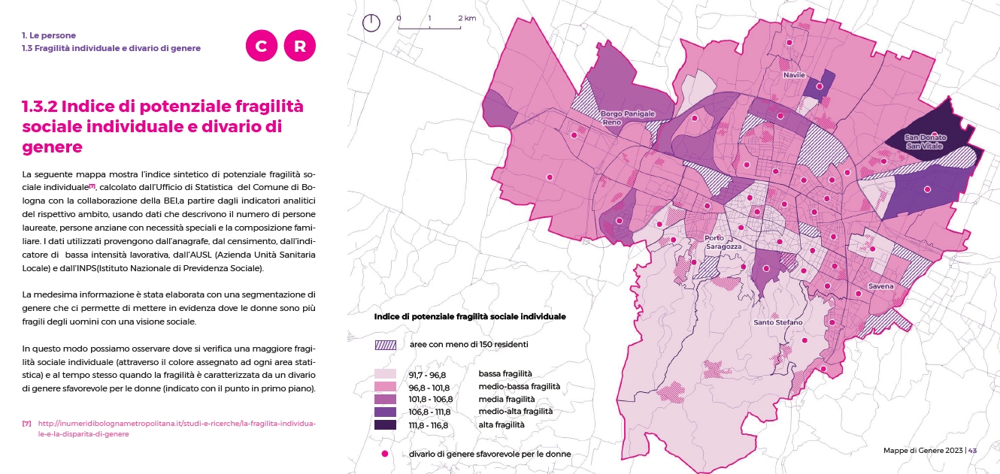 1. Le persone
1.3 Fragilità individuale e divario di genere
C R
1.3.2 Indice di potenziale fragilità
sociale individuale e divario di
genere
La seguente mappa mostra l'indice sintetico di potenziale fragilità so-
ciale individuale[7], calcolato dall'Ufficio di Statistica del Comune di Bo-
logna con la collaborazione della BEI,a partire dagli indicatori analitici
del rispettivo ambito, usando dati che descrivono il numero di persone
laureate, persone anziane con necessità speciali e la composizione fami-
liare. I dati utilizzati provengono dall'anagrafe, dal censimento, dall'indi-
catore di bassa intensità lavorativa, dall'AUSL (Azienda Unità Sanitaria
Locale) e dall'INPS(Istituto Nazionale di Previdenza Sociale).
La medesima informazione è stata elaborata con una segmentazione di
genere che ci permette di mettere in evidenza dove le donne sono più
fragili degli uomini con una visione sociale.
In questo modo possiamo osservare dove si verifica una maggiore fragi-
lità sociale individuale (attraverso il colore assegnato ad ogni area stati-
stica) e al tempo stesso quando la fragilità è caratterizzata da un divario
di genere sfavorevole per le donne (indicato con il punto in primo piano).
[7] http://inumeridibolognametropolitana.it/studi-e-ricerche/la-fragilita-individua-
le-e-la-disparita-di-genere
0 1 2 km
Navile
Borgo Panigale
Reno
San Donato
San Vitale
Porto
Saragozza
Savena
Santo Stefano
Indice di potenziale fragilità sociale individuale
aree con meno di 150 residenti
91,7 - 96,8 bassa fragilità
96,8 - 101,8 medio-bassa fragilità
101,8 - 106,8 media fragilità
106,8 - 111,8 medio-alta fragilità
111,8 - 116,8 alta fragilità
divario di genere sfavorevole per le donne
Mappe di Genere 2023 | 43